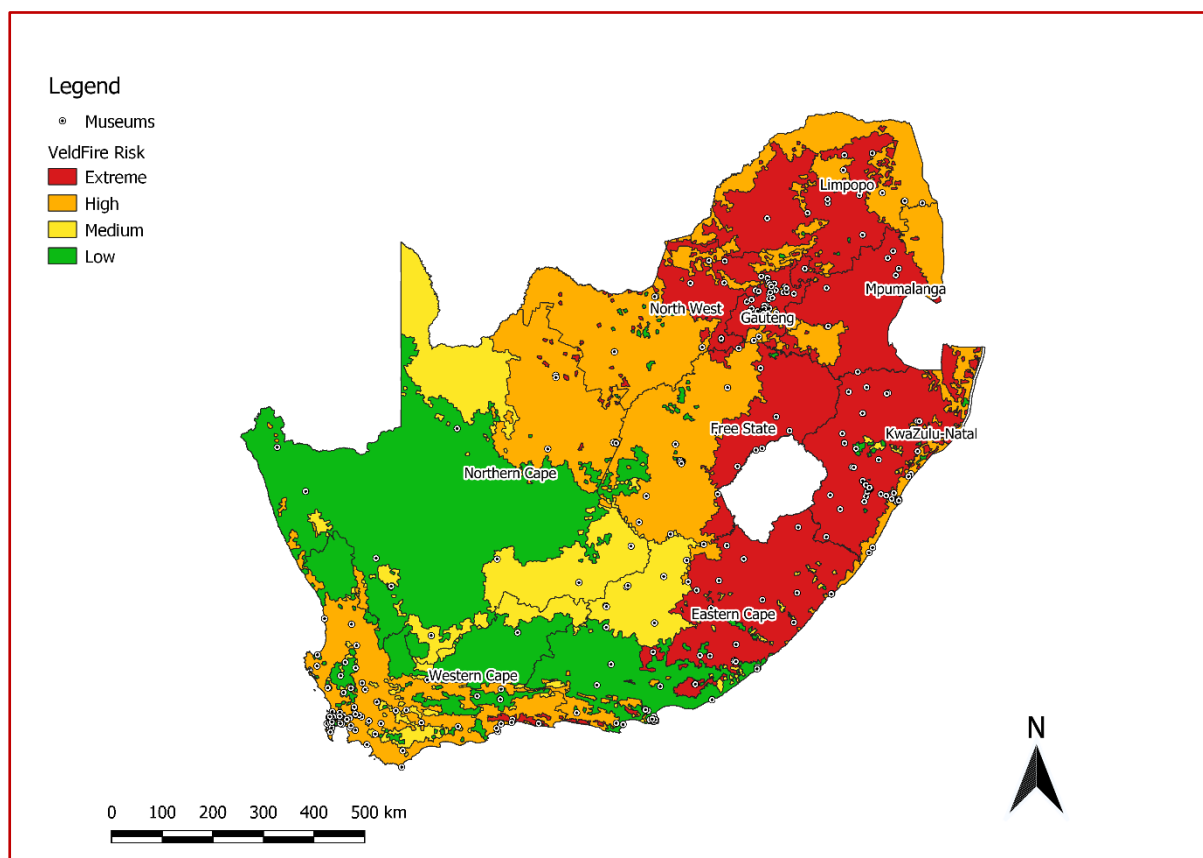 Legend
Museums
VeldFire Risk
Extreme
High
Medium
Low
Limpopo
Mpumalanga
North West
Gauteng
Free State
KwaZulu-Natal
Northern Cape
Eastern Cape
Western Cape
N
0 100 200 300 400 500 km